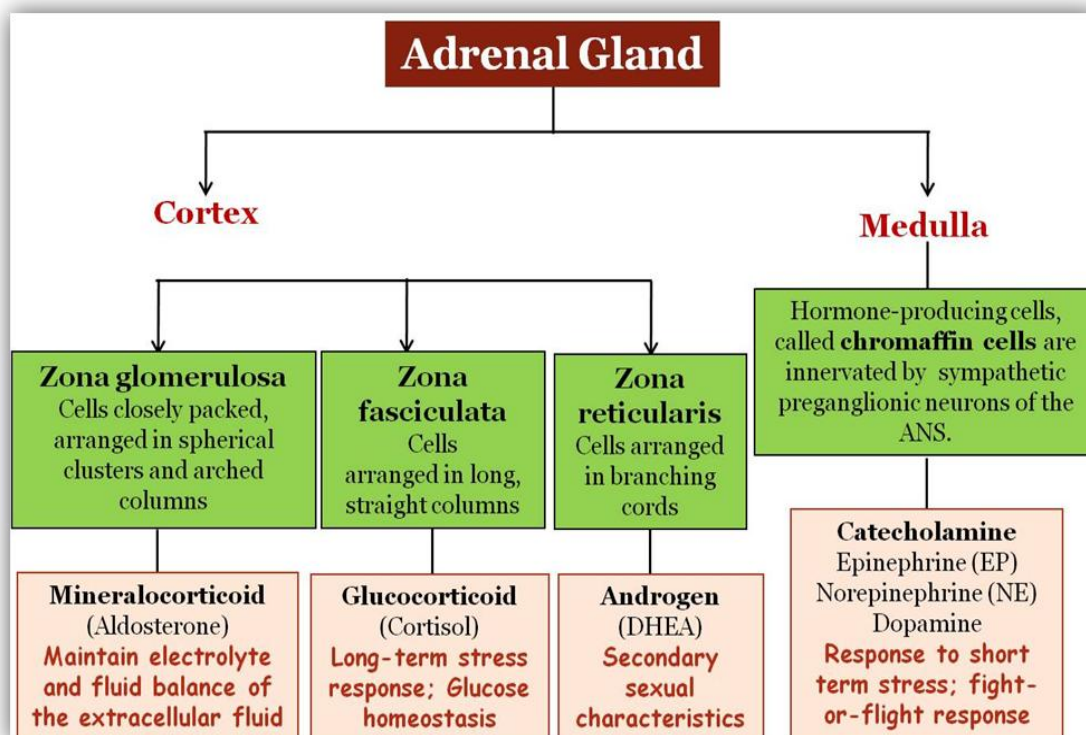 Adrenal Gland
Cortex
Medulla
Zona glomerulosa
Cells closely packed,
arranged in spherical
clusters and arched
columns
Zona
fasciculata
Cells
arranged in long,
straight columns
Zona
reticularis
Cells arranged
in branching
cords
Hormone-producing cells,
called chromaffin cells are
innervated by sympathetic
preganglionic neurons of the
ANS.
Mineralocorticoid
(Aldosterone)
Maintain electrolyte
and fluid balance of
the extracellular fluid
Glucocorticoid
(Cortisol)
Long-term stress
response; Glucose
homeostasis
Androgen
(DHEA)
Secondary
sexual
characteristics
Catecholamine
Epinephrine (EP)
Norepinephrine (NE)
Dopamine
Response to short
term stress; fight-
or-flight response